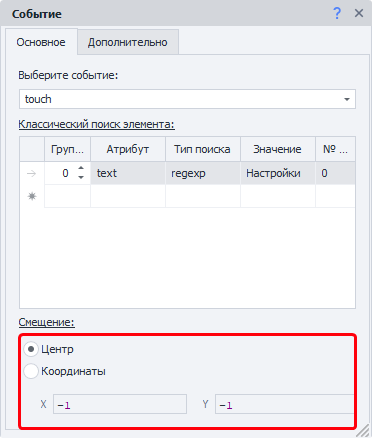 Событие ? ×
Основное Дополнительно
Выберите событие:
touch
Классический поиск элемента:
Груп... Атрибут Тип поиска Значение № ...
0 text regexp Настройки 0
Смещение:
Центр
Координаты
X -1 Y -1